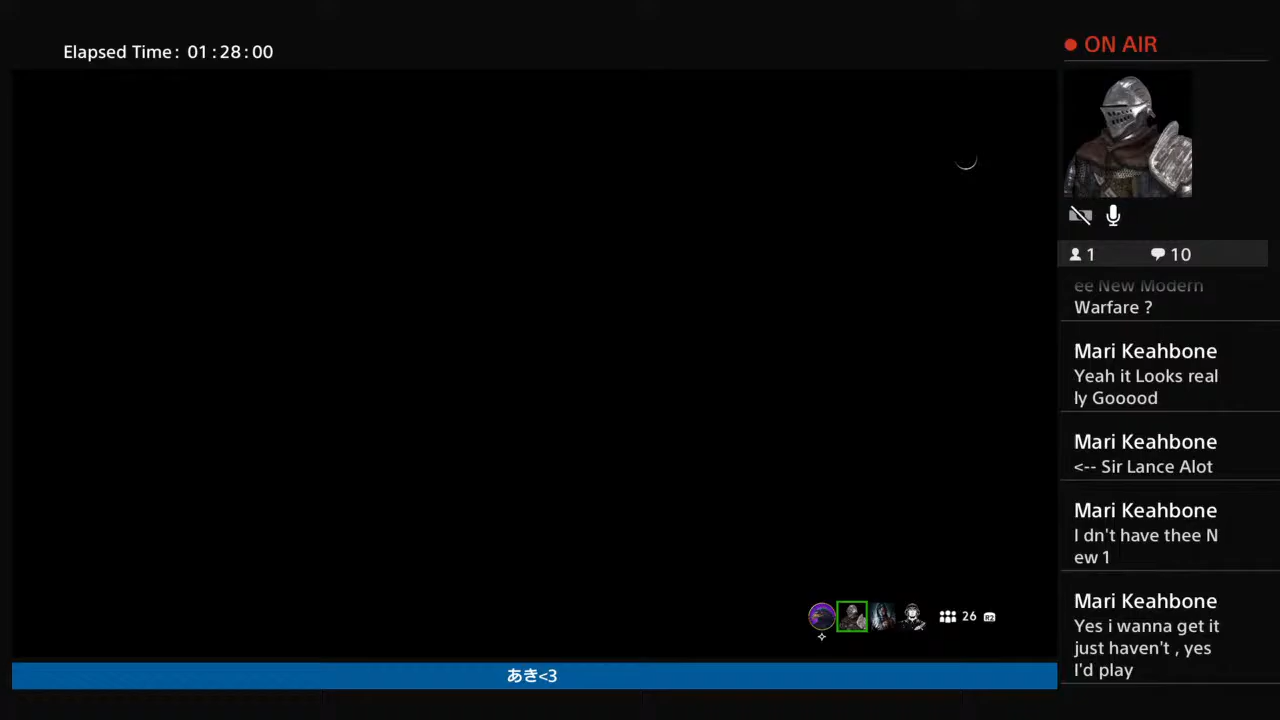 Elapsed Time: 01:28:00
ON AIR
1
10
ee New Modern
Warfare ?
Mari Keahbone
Yeah it Looks real
ly Gooood
Mari Keahbone
<-- Sir Lance Alot
Mari Keahbone
I dn't have thee N
ew 1
Mari Keahbone
Yes i wanna get it
just haven't , yes
I'd play
26 R2
あき<3